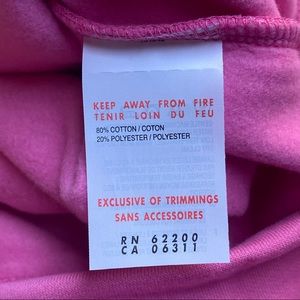 KEEP AWAY FROM FIRE
TENIR LOIN DU FEU
80% COTTON / COTON
20% POLYESTER / POLYESTER
EXCLUSIVE OF TRIMMINGS
SANS ACCESSOIRES
RN 62200
CA 06311